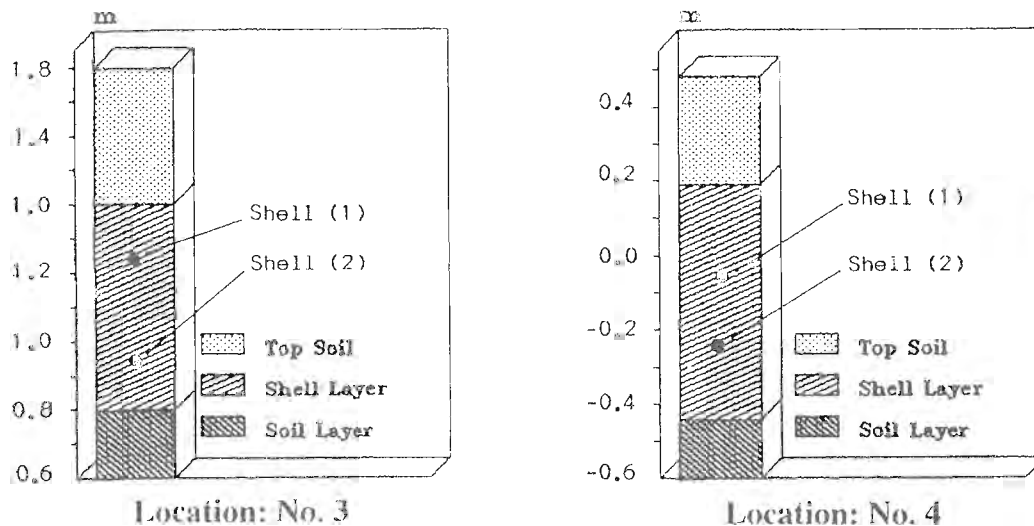 m
1.8
1.6
1.4
1.0
Shell (1)
1.2
Shell (2)
1.0
Top Soil
Shell Layer
0.8
Soil Layer
0.6
Location: No. 3
m
0.4
0.2
Shell (1)
0.0
Shell (2)
-0.2
Top Soil
Shell Layer
-0.4
Soil Layer
-0.6
Location: No. 4